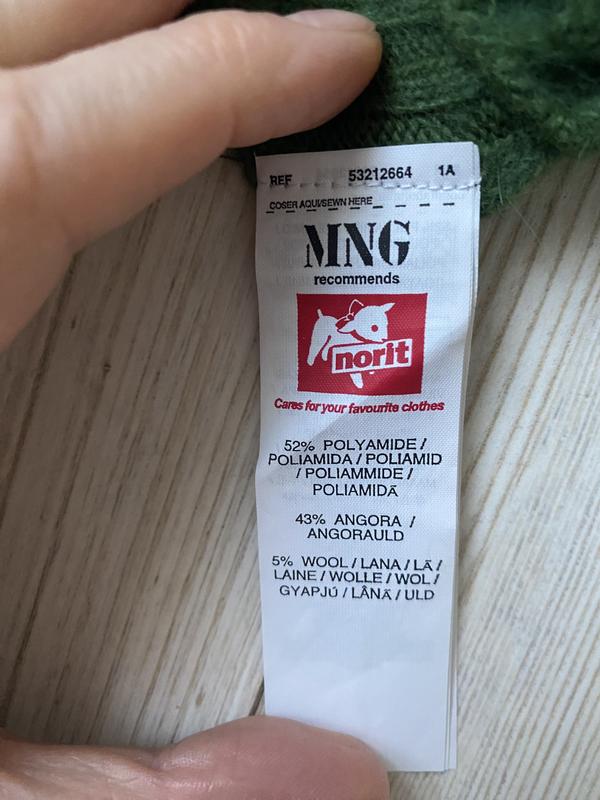 REF 53212664 1A
COSER AQUI/SEWN HERE
MNG
recommends
norit
Cares for your favourite clothes
52% POLYAMIDE /
POLIAMIDA / POLIAMID
/ POLIAMMIDE /
POLIAMIDĂ
43% ANGORA /
ANGORAULD
5% WOOL / LANA / LÃ /
LAINE / WOLLE / WOL /
GYAPJÚ / LÂNĂ / ULD